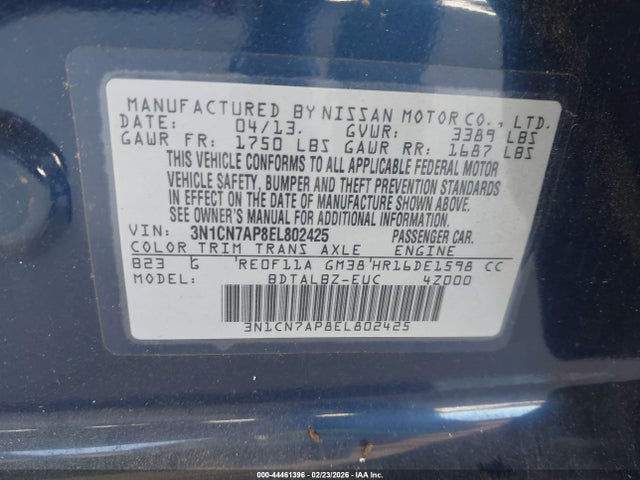 MANUFACTURED BY NISSAN MOTOR CO., LTD.
DATE: 04/13. GVWR: 3389 LBS
GAWR FR: 1750 LBS GAWR RR: 1687 LBS
THIS VEHICLE CONFORMS TO ALL APPLICABLE FEDERAL MOTOR
VEHICLE SAFETY, BUMPER AND THEFT PREVENTION STANDARDS
IN EFFECT ON THE DATE OF MANUFACTURE SHOWN ABOVE.
SEE OWNER'S MANUAL FOR ADDITIONAL INFORMATION.
VIN: 3N1CN7AP8EL802425 PASSENGER CAR.
COLOR TRIM TRANS AXLE ENGINE
B23 G 'RE0F11A GM38'HR16DE1598 CC
MODEL: BDTALBZ-EUC 4Z000
3N1CN7AP8EL802425
000-44461396 - 02/23/2026 - IAA Inc.